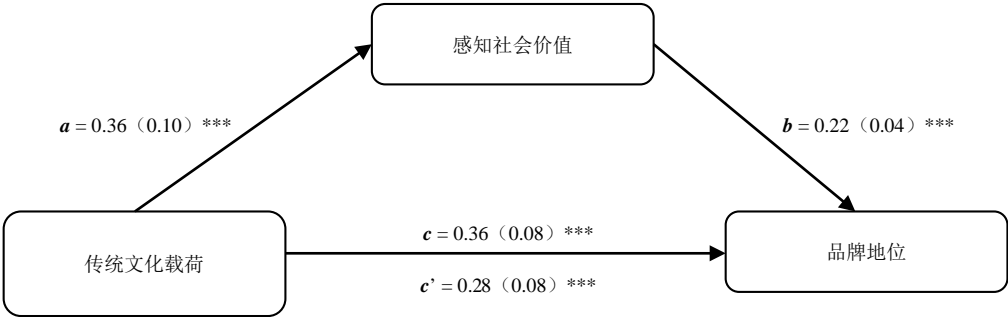 感知社会价值
a = 0.36（0.10）***
b = 0.22（0.04）***
传统文化载荷
c = 0.36（0.08）***
品牌地位
c’ = 0.28（0.08）***